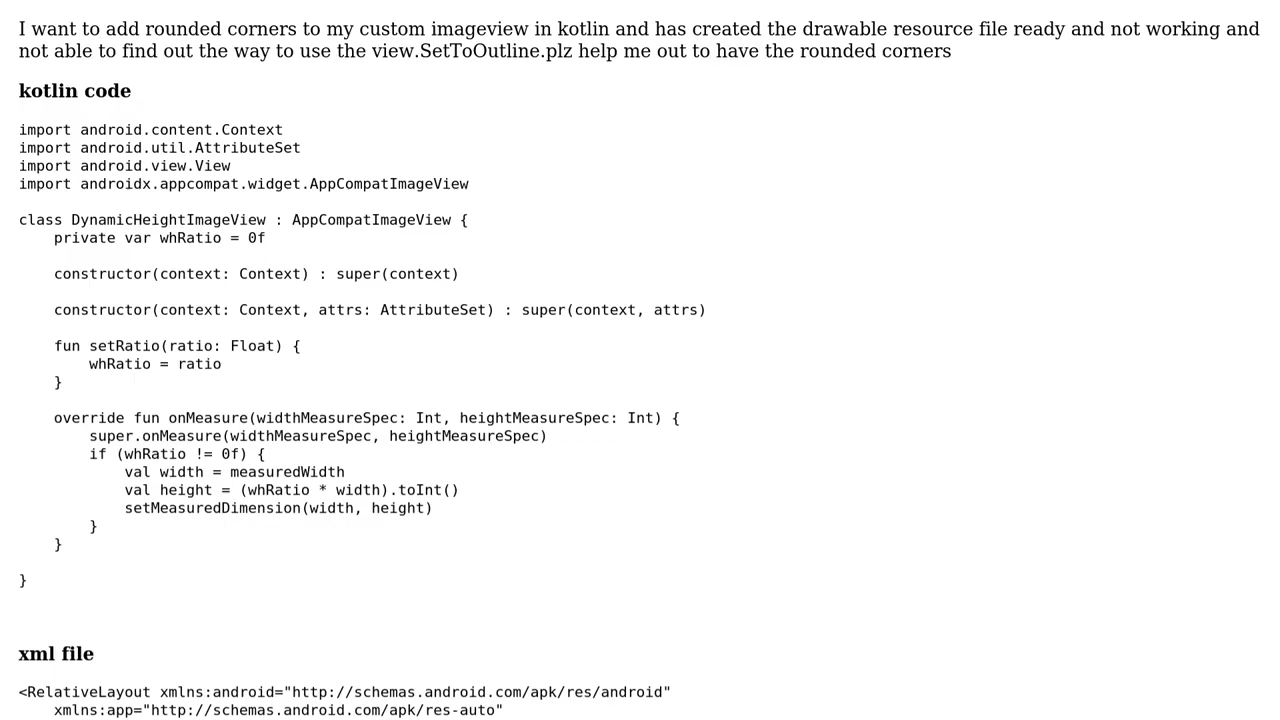 I want to add rounded corners to my custom imageview in kotlin and has created the drawable resource file ready and not working and
not able to find out the way to use the view.SetToOutline.plz help me out to have the rounded corners
kotlin code
import android.content.Context
import android.util.AttributeSet
import android.view.View
import androidx.appcompat.widget.AppCompatImageView
class DynamicHeightImageView : AppCompatImageView {
    private var whRatio = 0f
    constructor(context: Context) : super(context)
    constructor(context: Context, attrs: AttributeSet) : super(context, attrs)
    fun setRatio(ratio: Float) {
        whRatio = ratio
    }
    override fun onMeasure(widthMeasureSpec: Int, heightMeasureSpec: Int) {
        super.onMeasure(widthMeasureSpec, heightMeasureSpec)
        if (whRatio != 0f) {
            val width = measuredWidth
            val height = (whRatio * width).toInt()
            setMeasuredDimension(width, height)
        }
    }
}
xml file
<RelativeLayout xmlns:android="http://schemas.android.com/apk/res/android"
    xmlns:app="http://schemas.android.com/apk/res-auto"